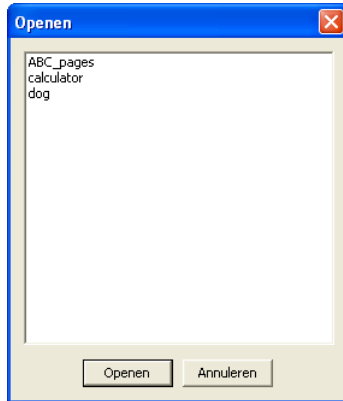 Openen
ABC_pages
calculator
dog
Openen Annuleren